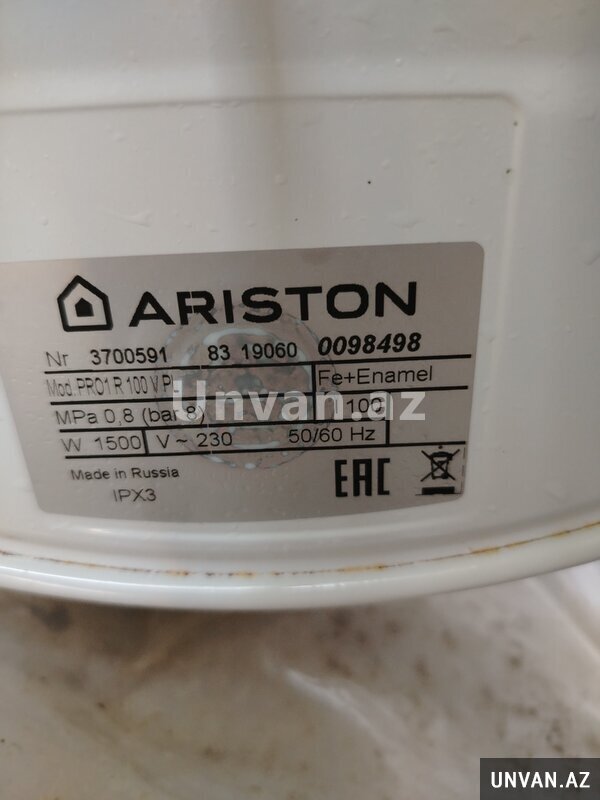 ARISTON
Nr 3700591 83 19060 0098498
Mod. PRO1 R 100 V PL Fe+Enamel
MPa 0,8 (bar 8) 100
W 1500 V ~ 230 50/60 Hz
Made in Russia
IPX3
EAC
Unvan.az
UNVAN.AZ